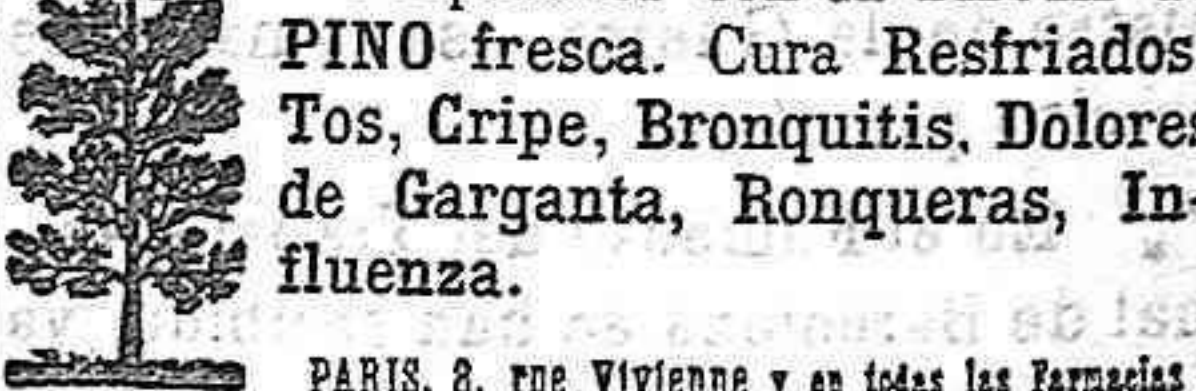 PINO fresca. Cura Resfriados
Tos, Cripe, Bronquitis, Dolores
de Garganta, Ronqueras, In-
fluenza.
PARIS, 8, rue Vivienne y en todas las Farmacias